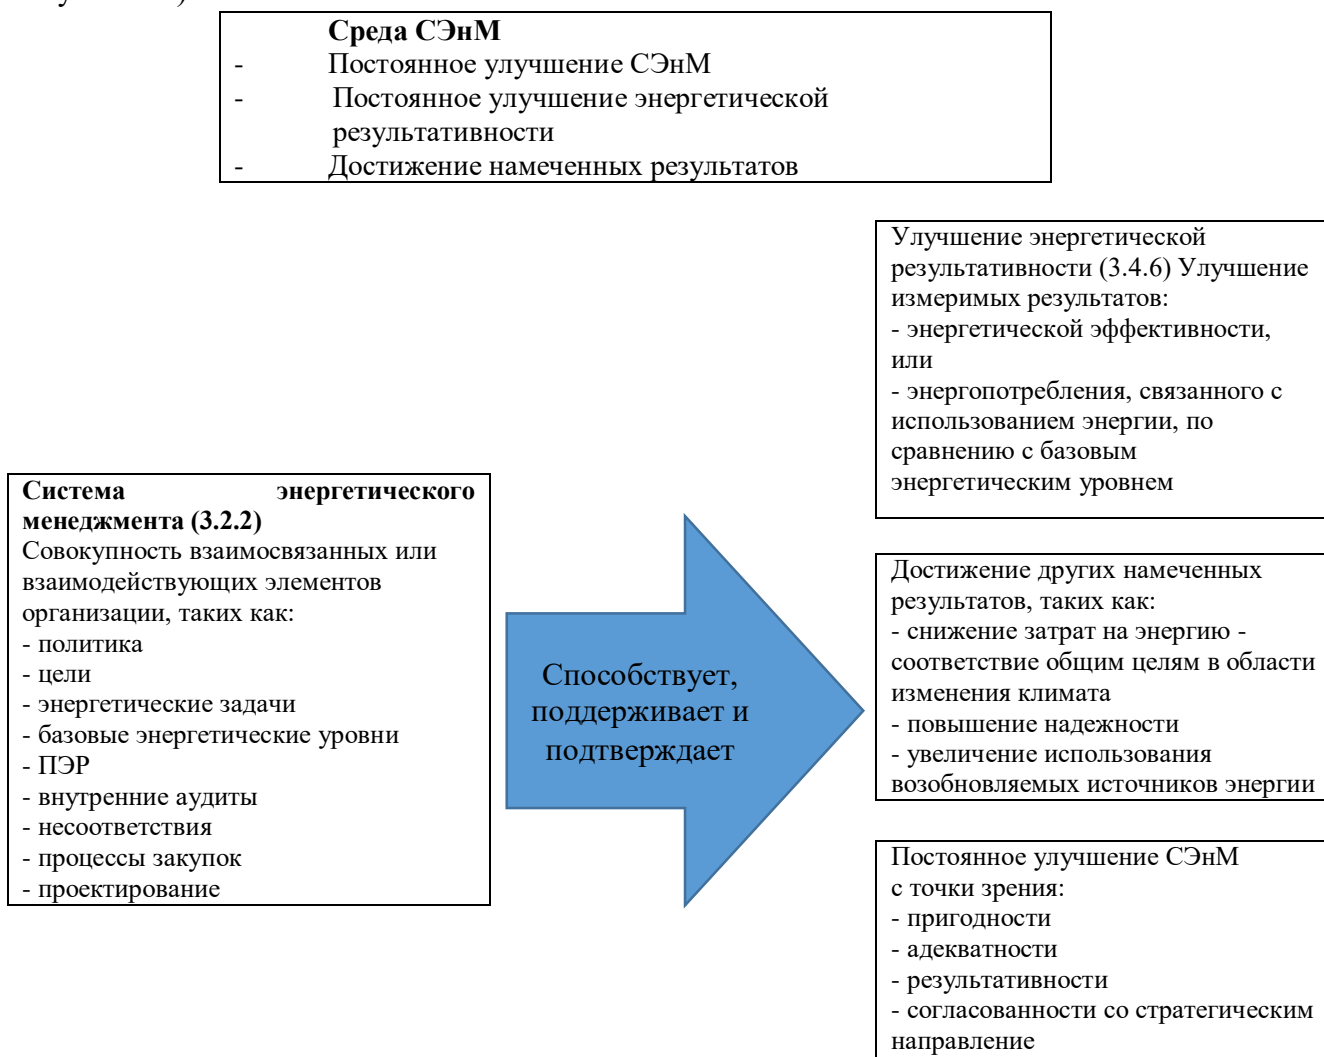 Среда СЭнМ
- Постоянное улучшение СЭнМ
- Постоянное улучшение энергетической
результативности
- Достижение намеченных результатов
Система энергетического
менеджмента (3.2.2)
Совокупность взаимосвязанных или
взаимодействующих элементов
организации, таких как:
- политика
- цели
- энергетические задачи
- базовые энергетические уровни
- ПЭР
- внутренние аудиты
- несоответствия
- процессы закупок
- проектирование
Способствует,
поддерживает и
подтверждает
Улучшение энергетической
результативности (3.4.6) Улучшение
измеримых результатов:
- энергетической эффективности,
или
- энергопотребления, связанного с
использованием энергии, по
сравнению с базовым
энергетическим уровнем
Достижение других намеченных
результатов, таких как:
- снижение затрат на энергию -
соответствие общим целям в области
изменения климата
- повышение надежности
- увеличение использования
возобновляемых источников энергии
Постоянное улучшение СЭнМ
с точки зрения:
- пригодности
- адекватности
- результативности
- согласованности со стратегическим
направление